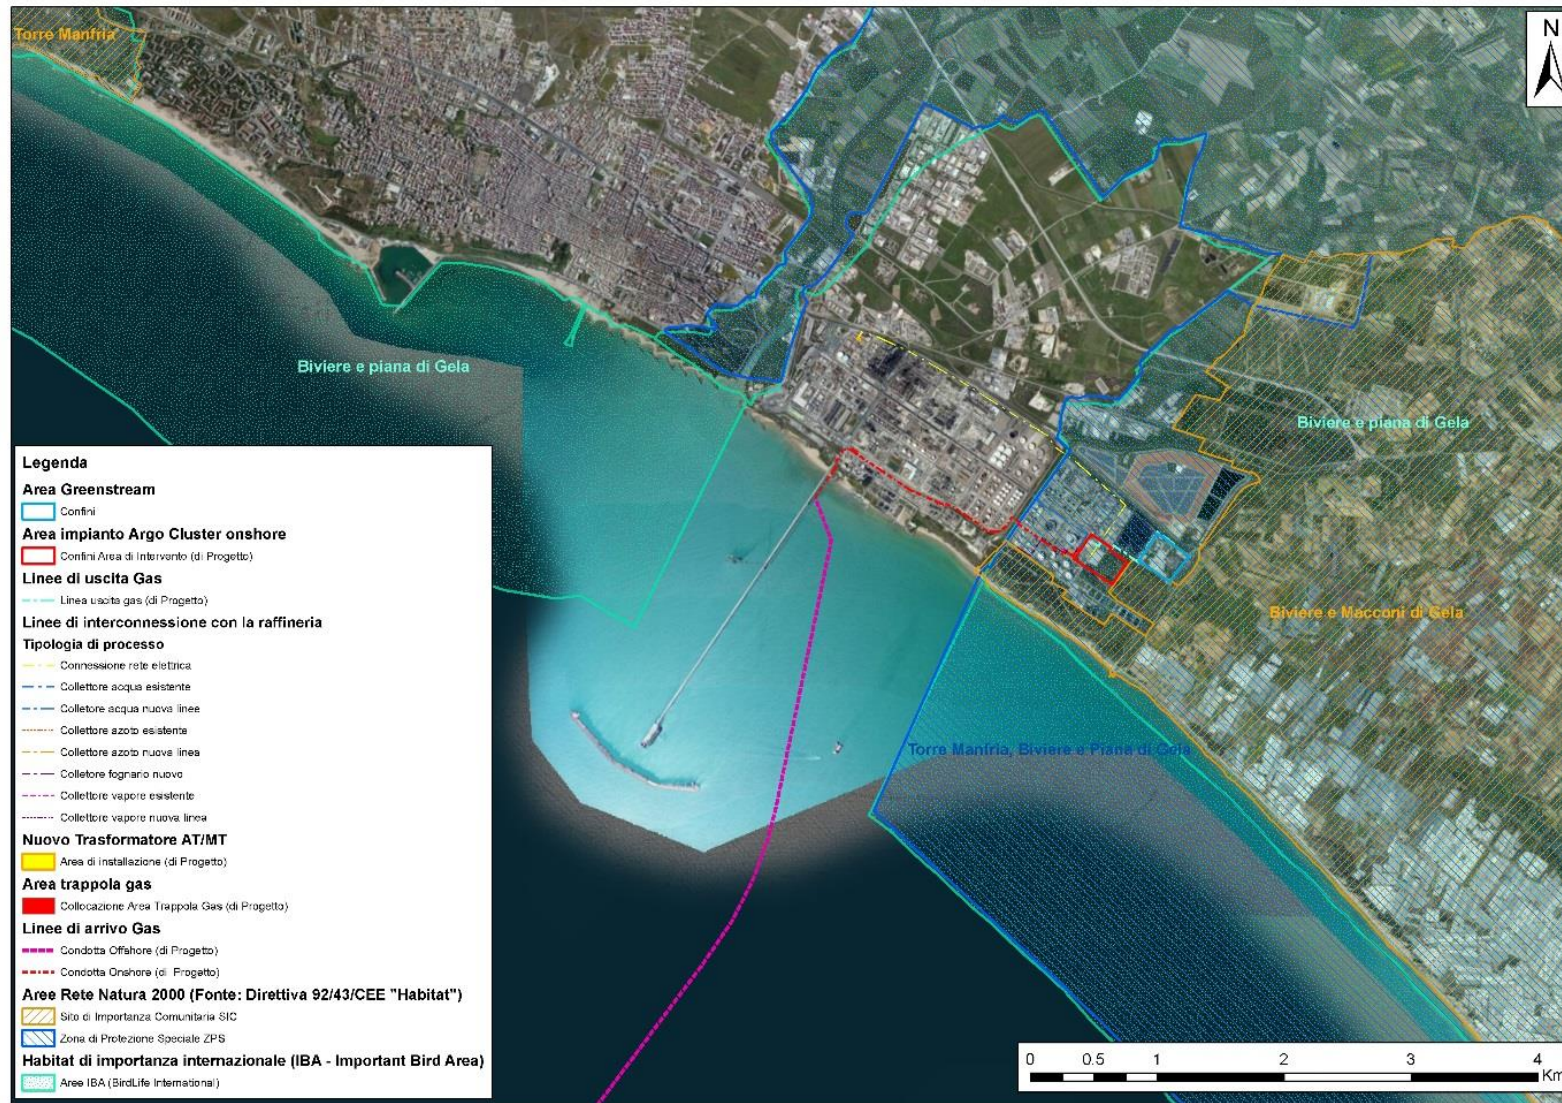 Torre Manfria
N
Biviere e piana di Gela
Biviere e piana di Gela
Biviere e Macconi di Gela
Torre Manfria, Biviere e Piana di Gela
Legenda
Area Greenstream
Confini
Area impianto Argo Cluster onshore
Confini Area di Intervento (di Progetto)
Linee di uscita Gas
Linea uscita gas (di Progetto)
Linee di interconnessione con la raffineria
Tipologia di processo
Connessione rete elettrica
Collettore acqua esistente
Colletore acqua nuova linee
Collettore azoto esistente
Collettore azoto nuova linea
Colletore fognario nuovo
Collettore vapore esistente
Collettore vapore nuova linea
Nuovo Trasformatore AT/MT
Area di installazione (di Progetto)
Area trappola gas
Collocazione Area Trappola Gas (di Progetto)
Linee di arrivo Gas
Condotta Offshore (di Progetto)
Condotta Onshore (di Progetto)
Aree Rete Natura 2000 (Fonte: Direttiva 92/43/CEE "Habitat")
Sito di Importanza Comunitaria SIC
Zona di Protezione Speciale ZPS
Habitat di importanza internazionale (IBA - Important Bird Area)
Aree IBA (BirdLife International)
0 0.5 1 2 3 4
Km